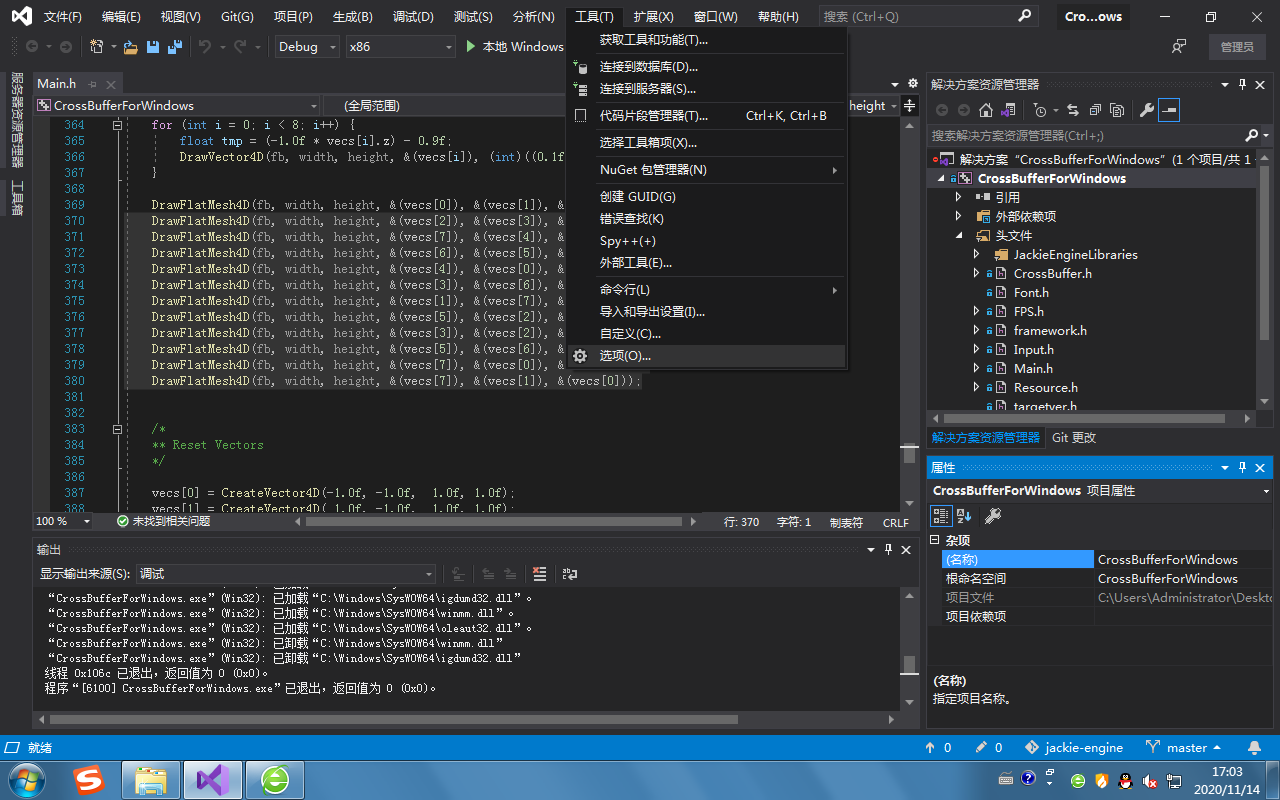 文件(F) 编辑(E) 视图(V) Git(G) 项目(P) 生成(B) 调试(D) 测试(S) 分析(N) 工具(T) 扩展(X) 窗口(W) 帮助(H) 搜索 (Ctrl+Q) Cro...ows
Debug x86 本地 Windows 管理员
服务器资源管理器
工具箱
Main.h
CrossBufferForWindows (全局范围) height
364 for (int i = 0; i < 8; i++) {
365 float tmp = (-1.0f * vecs[i].z) - 0.9f;
366 DrawVector4D(fb, width, height, &(vecs[i]), (int)((0.1f
367 }
368
369 DrawFlatMesh4D(fb, width, height, &(vecs[0]), &(vecs[1]), &
370 DrawFlatMesh4D(fb, width, height, &(vecs[2]), &(vecs[3]), &
371 DrawFlatMesh4D(fb, width, height, &(vecs[7]), &(vecs[4]), &
372 DrawFlatMesh4D(fb, width, height, &(vecs[6]), &(vecs[5]), &
373 DrawFlatMesh4D(fb, width, height, &(vecs[4]), &(vecs[0]), &
374 DrawFlatMesh4D(fb, width, height, &(vecs[3]), &(vecs[6]), &
375 DrawFlatMesh4D(fb, width, height, &(vecs[1]), &(vecs[7]), &
376 DrawFlatMesh4D(fb, width, height, &(vecs[5]), &(vecs[2]), &
377 DrawFlatMesh4D(fb, width, height, &(vecs[3]), &(vecs[2]), &
378 DrawFlatMesh4D(fb, width, height, &(vecs[5]), &(vecs[6]), &
379 DrawFlatMesh4D(fb, width, height, &(vecs[7]), &(vecs[0]), &
380 DrawFlatMesh4D(fb, width, height, &(vecs[7]), &(vecs[1]), &(vecs[0]));
381
382
383 /*
384 ** Reset Vectors
385 */
386
387 vecs[0] = CreateVector4D(-1.0f, -1.0f, 1.0f, 1.0f);
388 vecs[1] = CreateVector4D( 1.0f, -1.0f, 1.0f, 1.0f);
100 % 未找到相关问题 行: 370 字符: 1 制表符 CRLF
获取工具和功能(T)...
连接到数据库(D)...
连接到服务器(S)...
代码片段管理器(T)... Ctrl+K, Ctrl+B
选择工具箱项(X)...
NuGet 包管理器(N)
创建 GUID(G)
错误查找(K)
Spy++(+)
外部工具(E)...
命令行(L)
导入和导出设置(I)...
自定义(C)...
选项(O)...
解决方案资源管理器
搜索解决方案资源管理器(Ctrl+;)
解决方案 “CrossBufferForWindows” (1 个项目/共 1
CrossBufferForWindows
引用
外部依赖项
头文件
JackieEngineLibraries
CrossBuffer.h
Font.h
FPS.h
framework.h
Input.h
Main.h
Resource.h
targetver.h
解决方案资源管理器 Git 更改
属性
CrossBufferForWindows 项目属性
杂项
(名称) CrossBufferForWindows
根命名空间 CrossBufferForWindows
项目文件 C:\Users\Administrator\Deskto
项目依赖项
(名称)
指定项目名称。
输出
显示输出来源(S): 调试
“CrossBufferForWindows.exe” (Win32): 已加载“C:\Windows\SysWOW64\igdumd32.dll”。
“CrossBufferForWindows.exe” (Win32): 已加载“C:\Windows\SysWOW64\winmm.dll”。
“CrossBufferForWindows.exe” (Win32): 已加载“C:\Windows\SysWOW64\oleaut32.dll”。
“CrossBufferForWindows.exe” (Win32): 已卸载“C:\Windows\SysWOW64\winmm.dll”
“CrossBufferForWindows.exe” (Win32): 已卸载“C:\Windows\SysWOW64\igdumd32.dll”
线程 0x106c 已退出，返回值为 0 (0x0)。
程序“[6100] CrossBufferForWindows.exe”已退出，返回值为 0 (0x0)。
就绪 0 0 jackie-engine master
17:03
2020/11/14